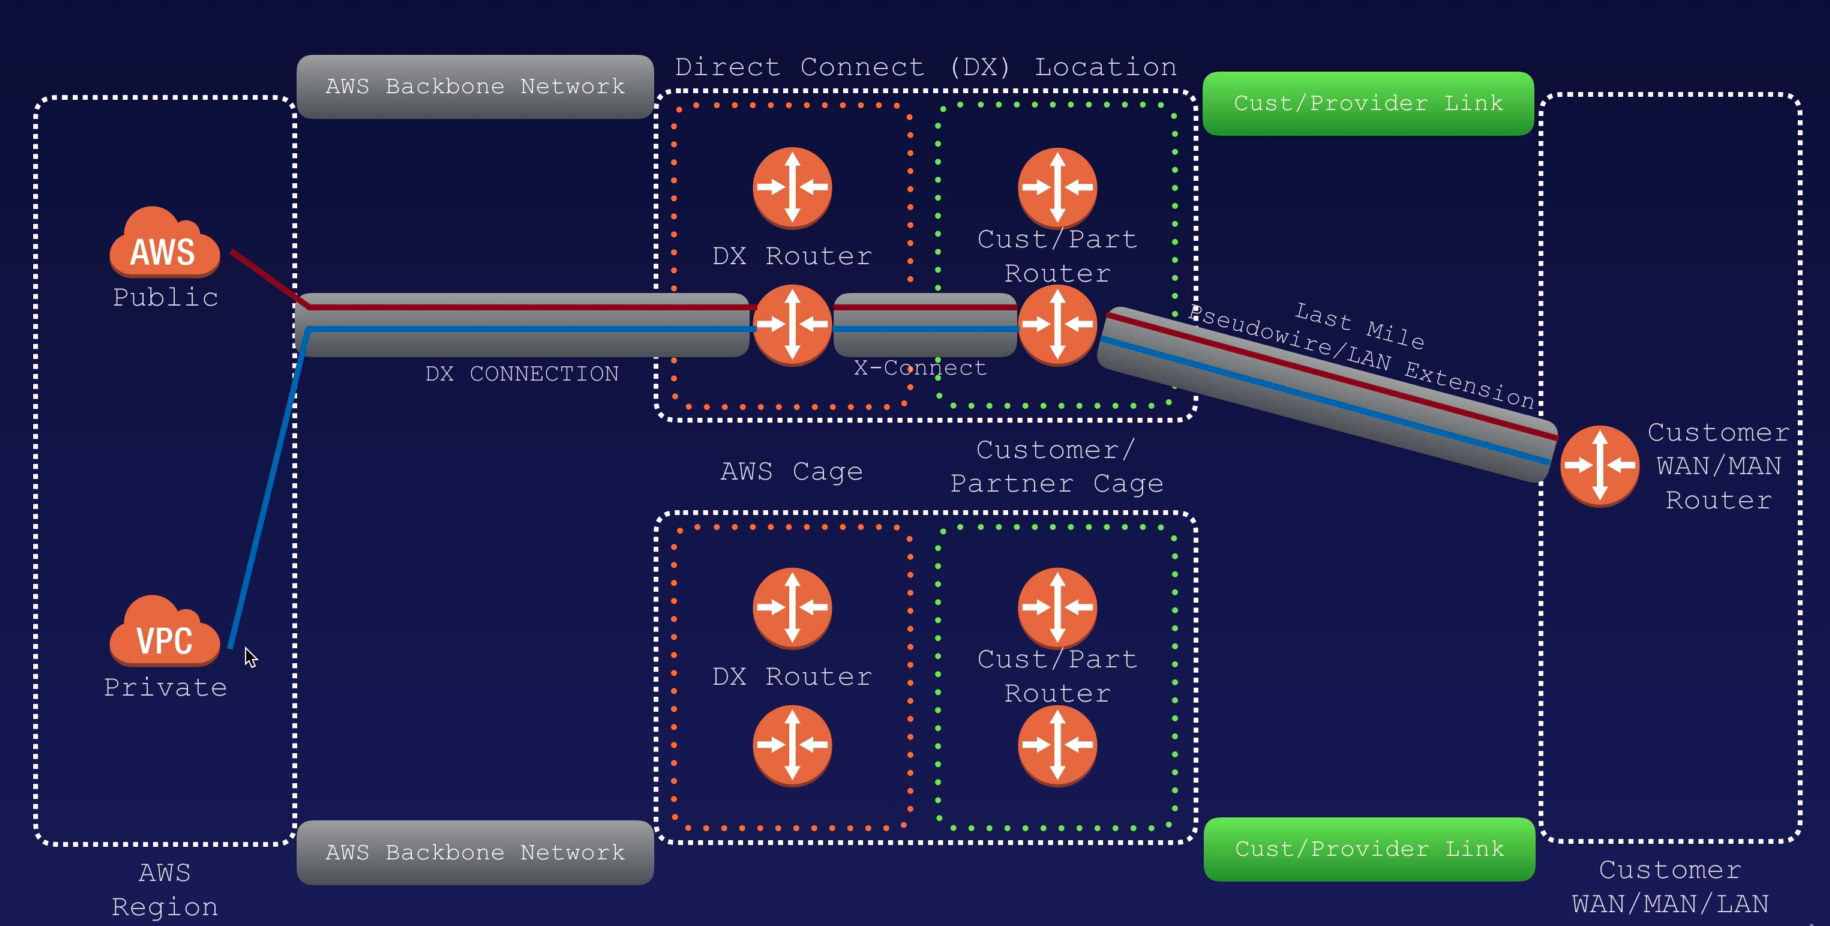 Direct Connect (DX) Location
AWS Backbone Network
Cust/Provider Link
AWS
Public
DX Router
Cust/Part
Router
DX CONNECTION
X-Connect
Last Mile
Pseudowire/LAN Extension
Customer
WAN/MAN
Router
AWS Cage
Customer/
Partner Cage
VPC
Private
DX Router
Cust/Part
Router
AWS Backbone Network
Cust/Provider Link
AWS
Region
Customer
WAN/MAN/LAN